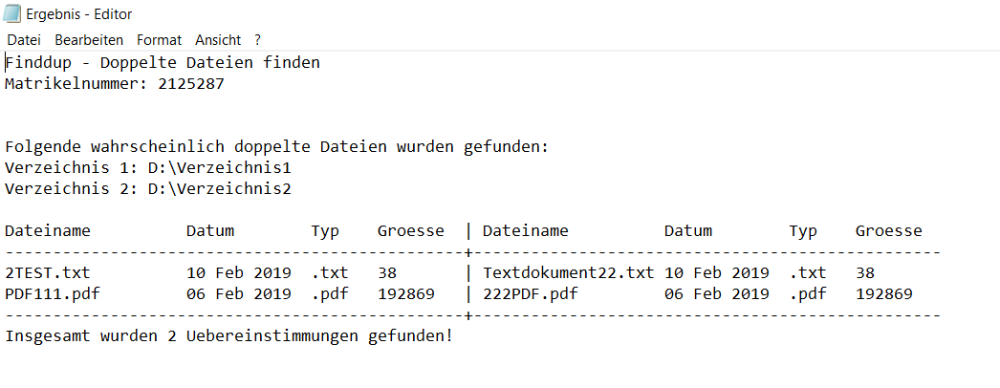 Ergebnis - Editor
Datei Bearbeiten Format Ansicht ?
Finddup - Doppelte Dateien finden
Matrikelnummer: 2125287
Folgende wahrscheinlich doppelte Dateien wurden gefunden:
Verzeichnis 1: D:\Verzeichnis1
Verzeichnis 2: D:\Verzeichnis2
Dateiname          Datum        Typ    Groesse  | Dateiname          Datum        Typ    Groesse
------------------------------------------------+-------------------------------------------------
2TEST.txt          10 Feb 2019  .txt   38       | Textdokument22.txt 10 Feb 2019  .txt   38
PDF111.pdf         06 Feb 2019  .pdf   192869   | 222PDF.pdf         06 Feb 2019  .pdf   192869
------------------------------------------------+-------------------------------------------------
Insgesamt wurden 2 Uebereinstimmungen gefunden!